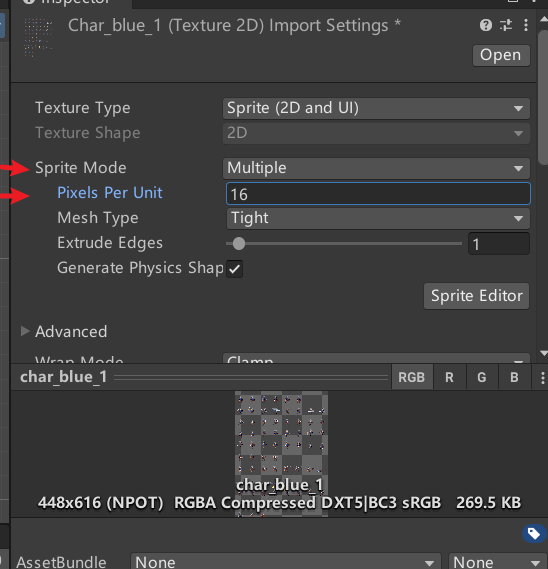 Inspector
Char_blue_1 (Texture 2D) Import Settings *
Open
Texture Type Sprite (2D and UI)
Texture Shape 2D
Sprite Mode Multiple
Pixels Per Unit 16
Mesh Type Tight
Extrude Edges 1
Generate Physics Shap
Sprite Editor
Advanced
Wrap Mode Clamp
char_blue_1 RGB R G B
char_blue_1
448x616 (NPOT) RGBA Compressed DXT5|BC3 sRGB 269.5 KB
AssetBundle None None